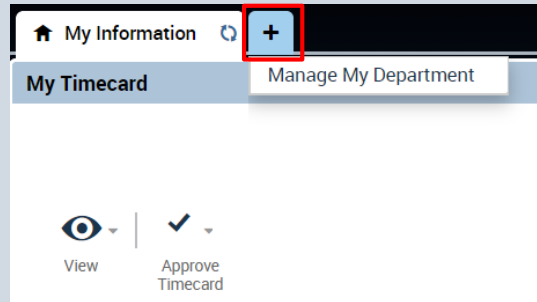 My Information +
Manage My Department
My Timecard
View
Approve
Timecard